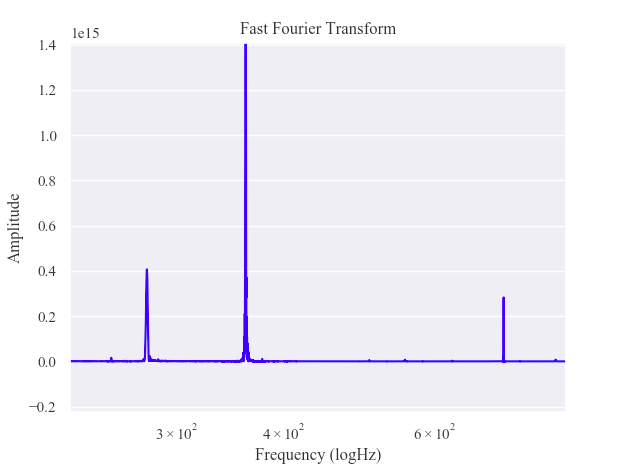 Fast Fourier Transform
1e15
1.4
1.2
1.0
0.8
0.6
0.4
0.2
0.0
−0.2
Amplitude
3 × 10²
4 × 10²
6 × 10²
Frequency (logHz)